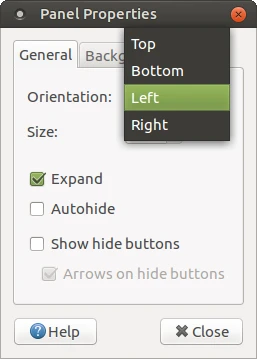 Panel Properties
General
Backg
Top
Bottom
Left
Right
Orientation:
Size:
Expand
Autohide
Show hide buttons
Arrows on hide buttons
Help
Close